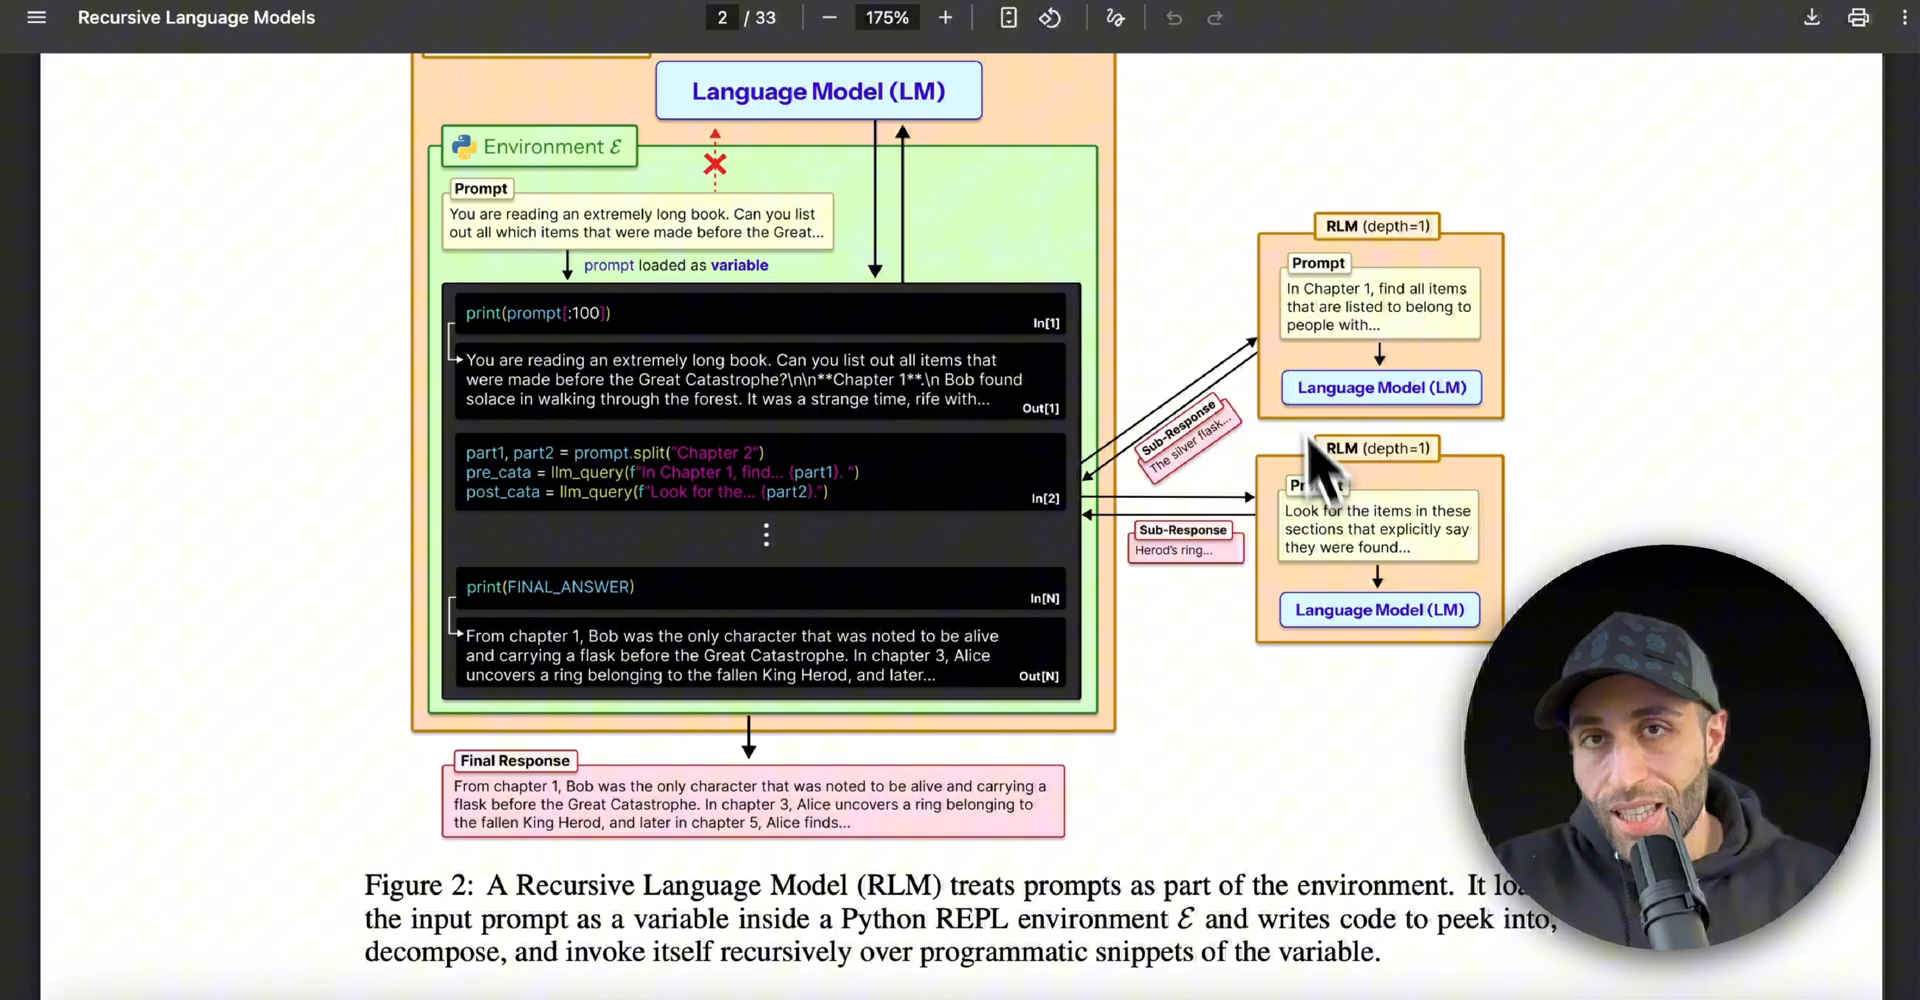 Recursive Language Models
2 / 33
175%
Language Model (LM)
Environment ℰ
Prompt
You are reading an extremely long book. Can you list
out all which items that were made before the Great...
prompt loaded as variable
print(prompt[:100])
In[1]
You are reading an extremely long book. Can you list out all items that
were made before the Great Catastrophe?\n\n**Chapter 1**.\n Bob found
solace in walking through the forest. It was a strange time, rife with...
Out[1]
part1, part2 = prompt.split("Chapter 2")
pre_cata = llm_query(f"In Chapter 1, find... {part1}. ")
post_cata = llm_query(f"Look for the... {part2}.")
In[2]
print(FINAL_ANSWER)
In[N]
From chapter 1, Bob was the only character that was noted to be alive
and carrying a flask before the Great Catastrophe. In chapter 3, Alice
uncovers a ring belonging to the fallen King Herod, and later...
Out[N]
Sub-Response
The silver flask...
Sub-Response
Herod's ring...
RLM (depth=1)
Prompt
In Chapter 1, find all items
that are listed to belong to
people with...
Language Model (LM)
RLM (depth=1)
Look for the items in these
sections that explicitly say
they were found...
Language Model (LM)
Final Response
From chapter 1, Bob was the only character that was noted to be alive and carrying a
flask before the Great Catastrophe. In chapter 3, Alice uncovers a ring belonging to
the fallen King Herod, and later in chapter 5, Alice finds...
Figure 2: A Recursive Language Model (RLM) treats prompts as part of the environment. It
the input prompt as a variable inside a Python REPL environment ℰ and writes code to peek into,
decompose, and invoke itself recursively over programmatic snippets of the variable.